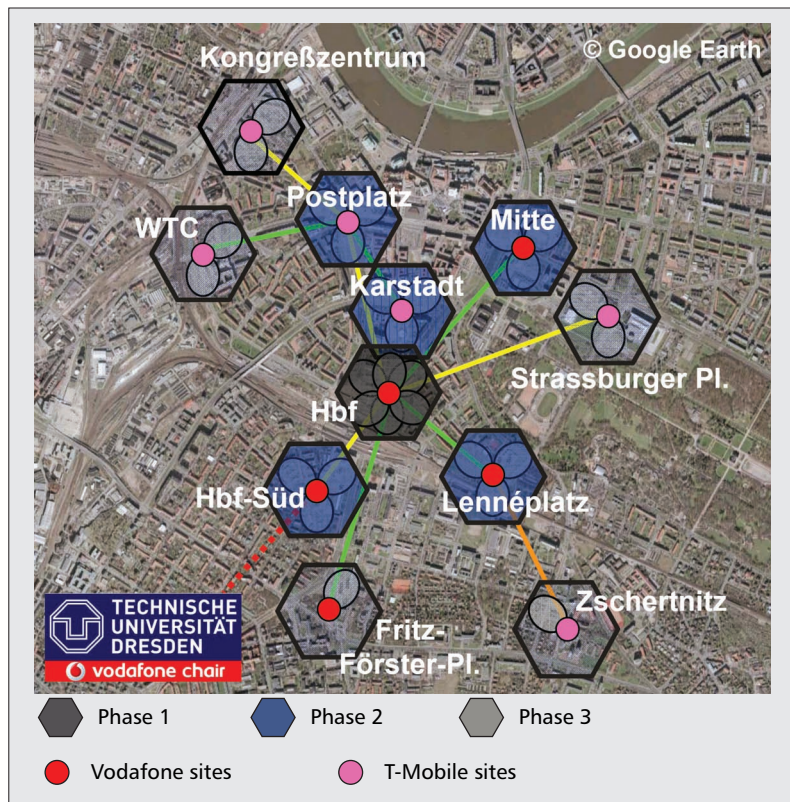 © Google Earth
Kongreßzentrum
Postplatz
WTC
Mitte
Karstadt
Strassburger Pl.
Hbf
Hbf-Süd
Lennéplatz
Zschertnitz
Fritz-
Förster-Pl.
TECHNISCHE
UNIVERSITÄT
DRESDEN
vodafone chair
Phase 1
Phase 2
Phase 3
Vodafone sites
T-Mobile sites